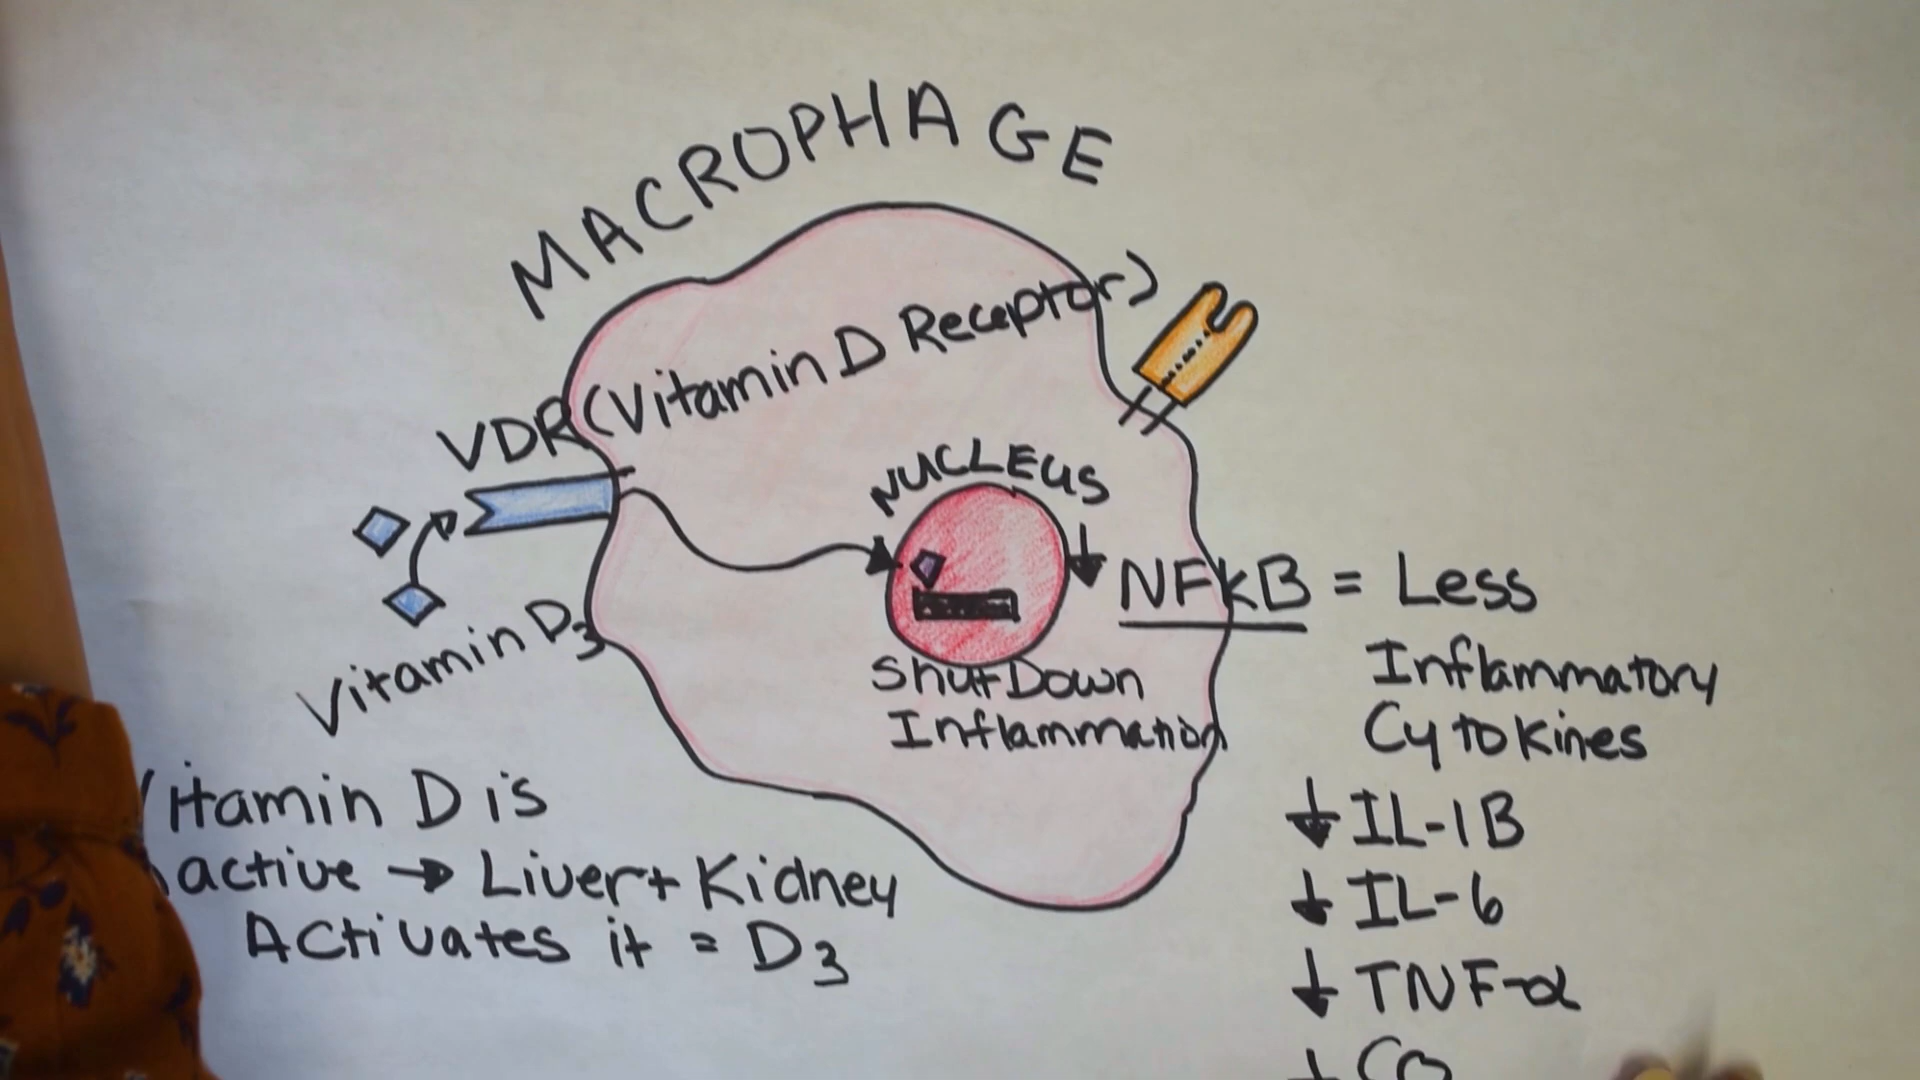 MACROPHAGE
VDR (Vitamin D Receptor)
NUCLEUS
Vitamin D3
↓ NFkB = Less
Inflammatory
Cytokines
Shut Down
Inflammation
↓ IL-1B
↓ IL-6
↓ TNF-α
Vitamin D is
active → Liver + Kidney
Activates it = D3